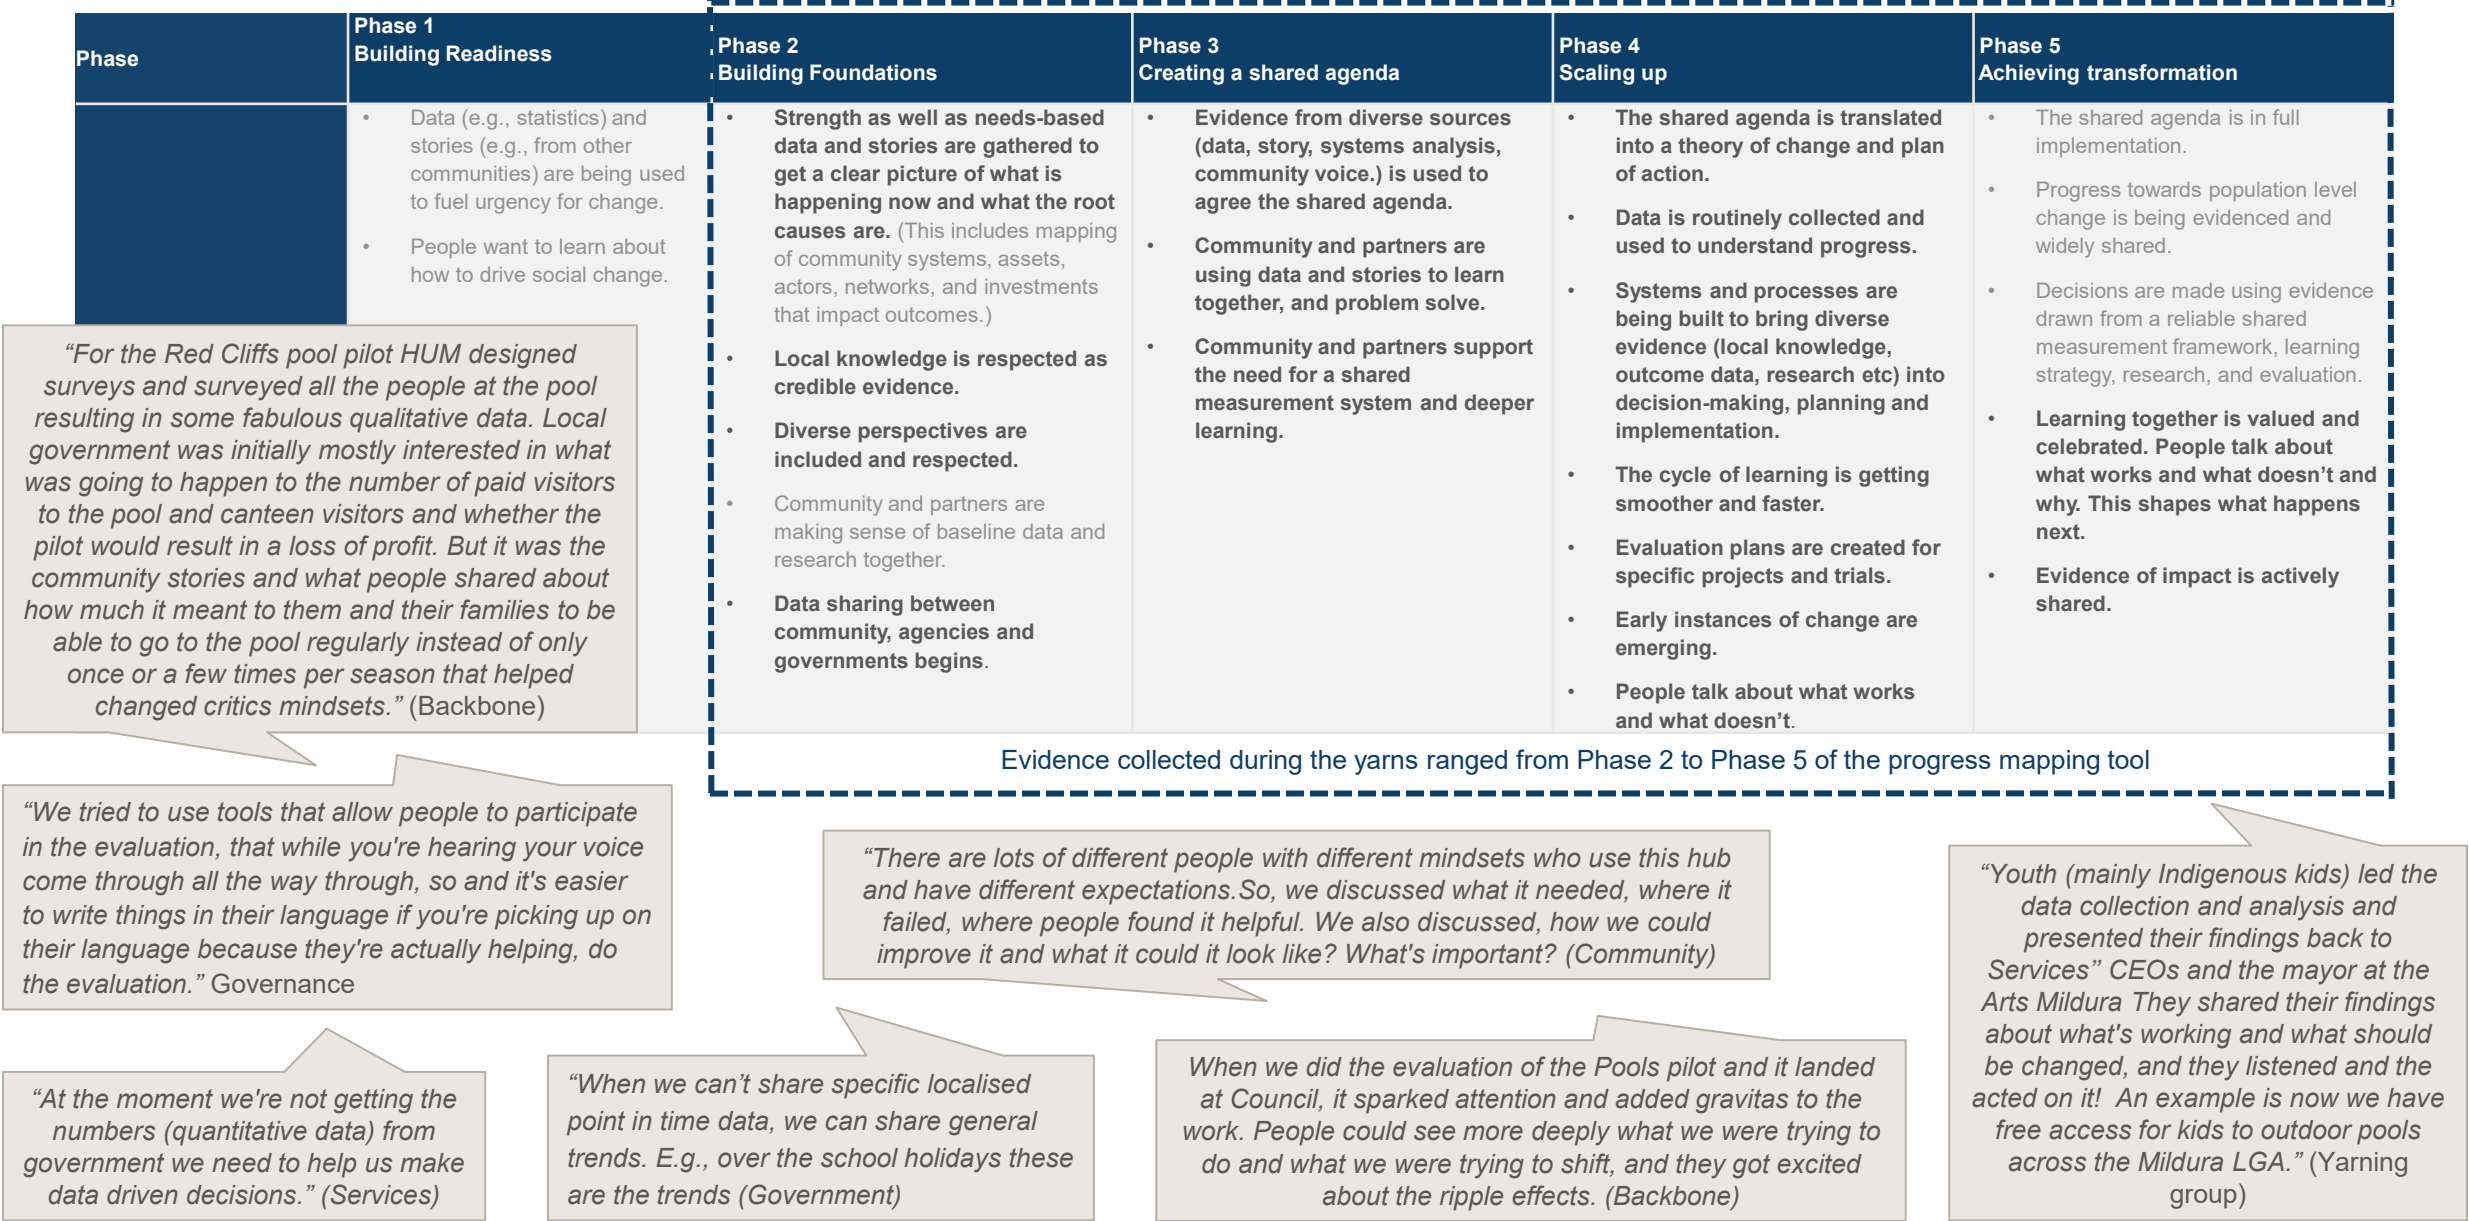 Phase
Phase 1
Building Readiness
Phase 2
Building Foundations
Phase 3
Creating a shared agenda
Phase 4
Scaling up
Phase 5
Achieving transformation
• Data (e.g., statistics) and
stories (e.g., from other
communities) are being used
to fuel urgency for change.
• People want to learn about
how to drive social change.
• Strength as well as needs-based
data and stories are gathered to
get a clear picture of what is
happening now and what the root
causes are. (This includes mapping
of community systems, assets,
actors, networks, and investments
that impact outcomes.)
• Local knowledge is respected as
credible evidence.
• Diverse perspectives are
included and respected.
• Community and partners are
making sense of baseline data and
research together.
• Data sharing between
community, agencies and
governments begins.
• Evidence from diverse sources
(data, story, systems analysis,
community voice.) is used to
agree the shared agenda.
• Community and partners are
using data and stories to learn
together, and problem solve.
• Community and partners support
the need for a shared
measurement system and deeper
learning.
• The shared agenda is translated
into a theory of change and plan
of action.
• Data is routinely collected and
used to understand progress.
• Systems and processes are
being built to bring diverse
evidence (local knowledge,
outcome data, research etc) into
decision-making, planning and
implementation.
• The cycle of learning is getting
smoother and faster.
• Evaluation plans are created for
specific projects and trials.
• Early instances of change are
emerging.
• People talk about what works
and what doesn’t.
• The shared agenda is in full
implementation.
• Progress towards population level
change is being evidenced and
widely shared.
• Decisions are made using evidence
drawn from a reliable shared
measurement framework, learning
strategy, research, and evaluation.
• Learning together is valued and
celebrated. People talk about
what works and what doesn’t and
why. This shapes what happens
next.
• Evidence of impact is actively
shared.
Evidence collected during the yarns ranged from Phase 2 to Phase 5 of the progress mapping tool
“For the Red Cliffs pool pilot HUM designed
surveys and surveyed all the people at the pool
resulting in some fabulous qualitative data. Local
government was initially mostly interested in what
was going to happen to the number of paid visitors
to the pool and canteen visitors and whether the
pilot would result in a loss of profit. But it was the
community stories and what people shared about
how much it meant to them and their families to be
able to go to the pool regularly instead of only
once or a few times per season that helped
changed critics mindsets.” (Backbone)
“We tried to use tools that allow people to participate
in the evaluation, that while you're hearing your voice
come through all the way through, so and it's easier
to write things in their language if you're picking up on
their language because they're actually helping, do
the evaluation.” Governance
“At the moment we're not getting the
numbers (quantitative data) from
government we need to help us make
data driven decisions.” (Services)
“When we can’t share specific localised
point in time data, we can share general
trends. E.g., over the school holidays these
are the trends (Government)
“There are lots of different people with different mindsets who use this hub
and have different expectations.So, we discussed what it needed, where it
failed, where people found it helpful. We also discussed, how we could
improve it and what it could it look like? What's important? (Community)
When we did the evaluation of the Pools pilot and it landed
at Council, it sparked attention and added gravitas to the
work. People could see more deeply what we were trying to
do and what we were trying to shift, and they got excited
about the ripple effects. (Backbone)
“Youth (mainly Indigenous kids) led the
data collection and analysis and
presented their findings back to
Services” CEOs and the mayor at the
Arts Mildura They shared their findings
about what's working and what should
be changed, and they listened and the
acted on it! An example is now we have
free access for kids to outdoor pools
across the Mildura LGA.” (Yarning
group)